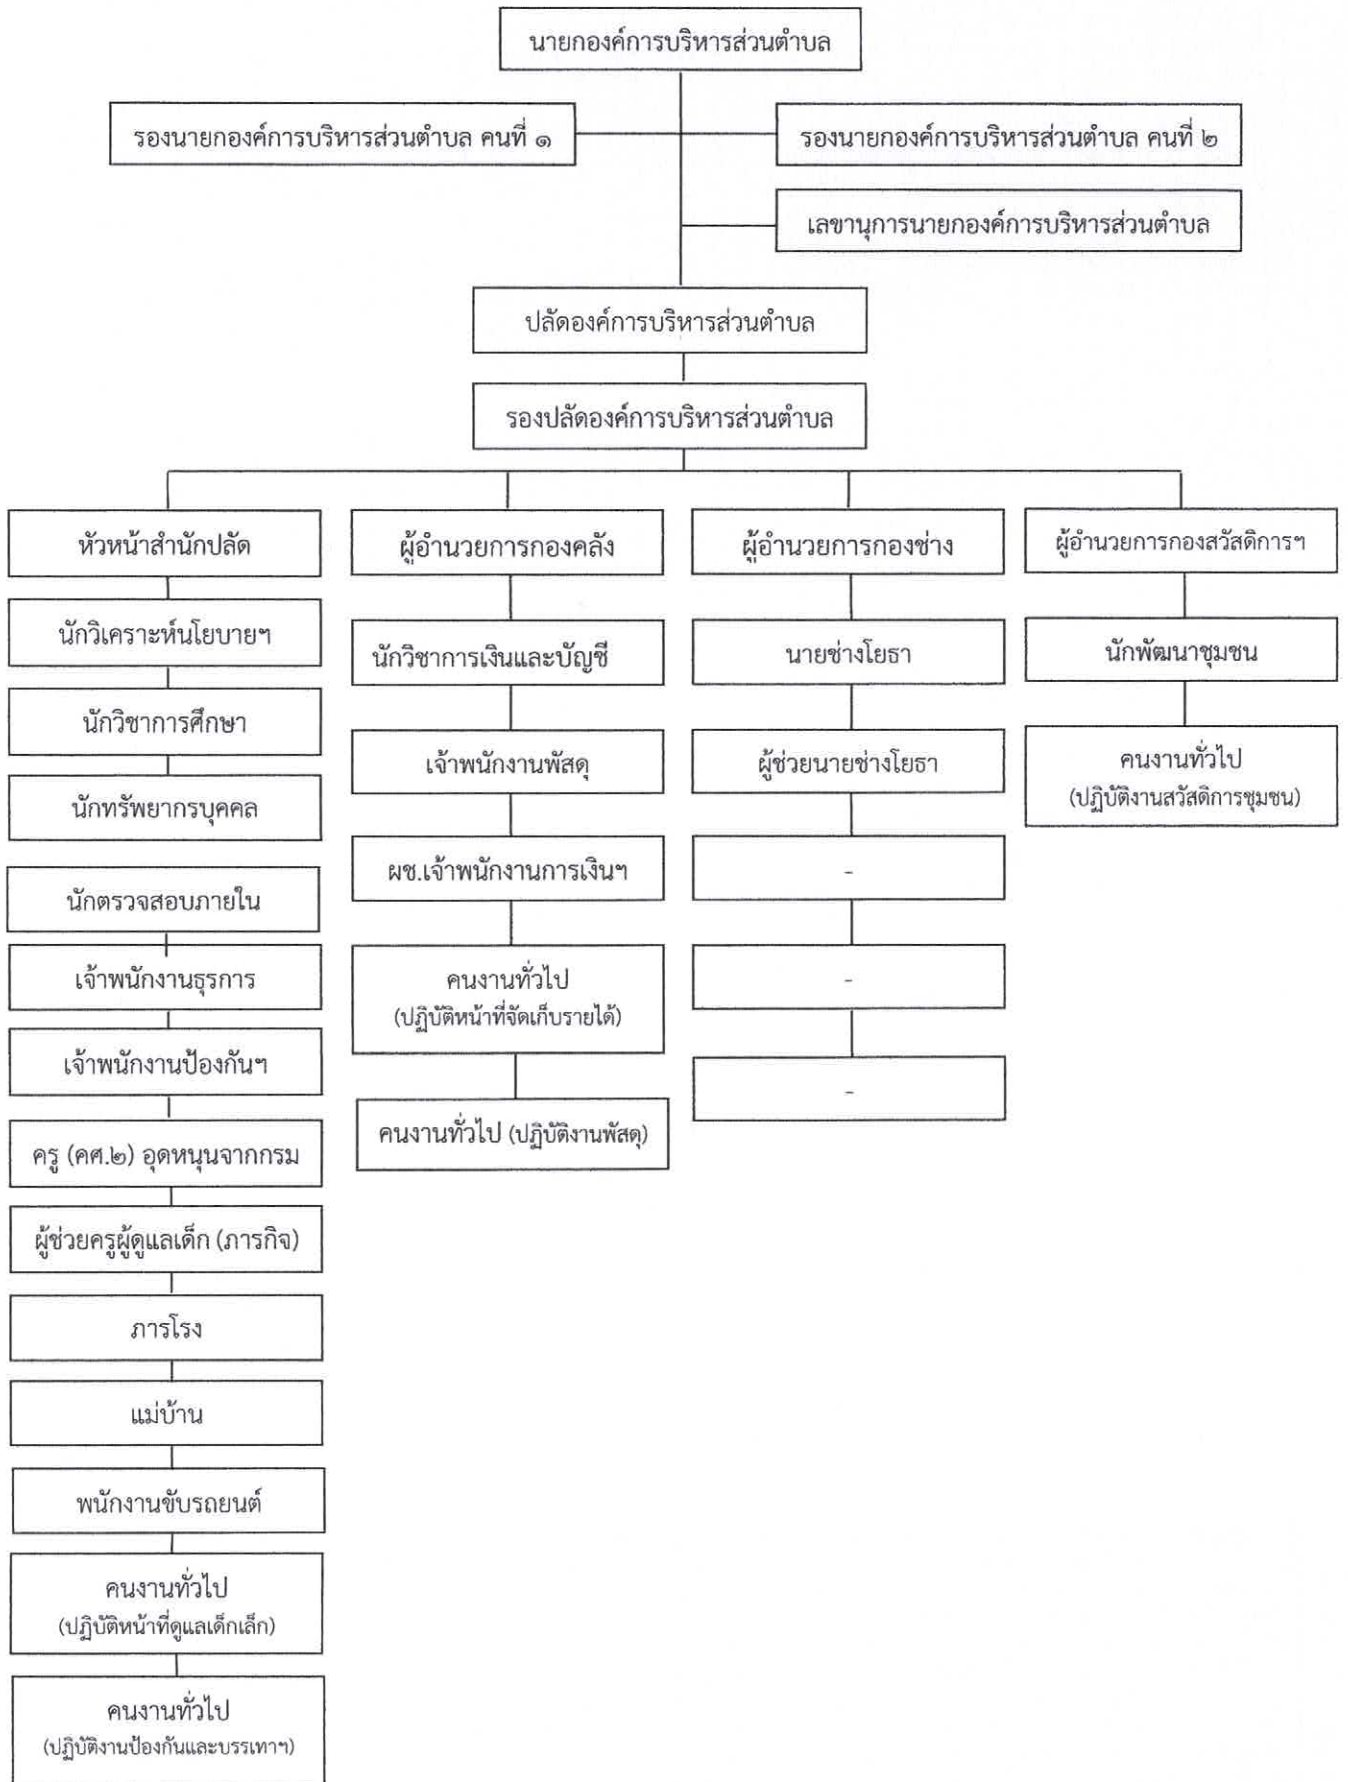 นายกองค์การบริหารส่วนตำบล
รองนายกองค์การบริหารส่วนตำบล คนที่ ๑
รองนายกองค์การบริหารส่วนตำบล คนที่ ๒
เลขานุการนายกองค์การบริหารส่วนตำบล
ปลัดองค์การบริหารส่วนตำบล
รองปลัดองค์การบริหารส่วนตำบล
หัวหน้าสำนักปลัด
นักวิเคราะห์นโยบายฯ
นักวิชาการศึกษา
นักทรัพยากรบุคคล
นักตรวจสอบภายใน
เจ้าพนักงานธุรการ
เจ้าพนักงานป้องกันฯ
ครู (คศ.๒) อุดหนุนจากกรม
ผู้ช่วยครูผู้ดูแลเด็ก (ภารกิจ)
ภารโรง
แม่บ้าน
พนักงานขับรถยนต์
คนงานทั่วไป
(ปฏิบัติหน้าที่ดูแลเด็กเล็ก)
คนงานทั่วไป
(ปฏิบัติงานป้องกันและบรรเทาฯ)
ผู้อำนวยการกองคลัง
นักวิชาการเงินและบัญชี
เจ้าพนักงานพัสดุ
ผช.เจ้าพนักงานการเงินฯ
คนงานทั่วไป
(ปฏิบัติหน้าที่จัดเก็บรายได้)
คนงานทั่วไป (ปฏิบัติงานพัสดุ)
ผู้อำนวยการกองช่าง
นายช่างโยธา
ผู้ช่วยนายช่างโยธา
-
-
-
ผู้อำนวยการกองสวัสดิการฯ
นักพัฒนาชุมชน
คนงานทั่วไป
(ปฏิบัติงานสวัสดิการชุมชน)